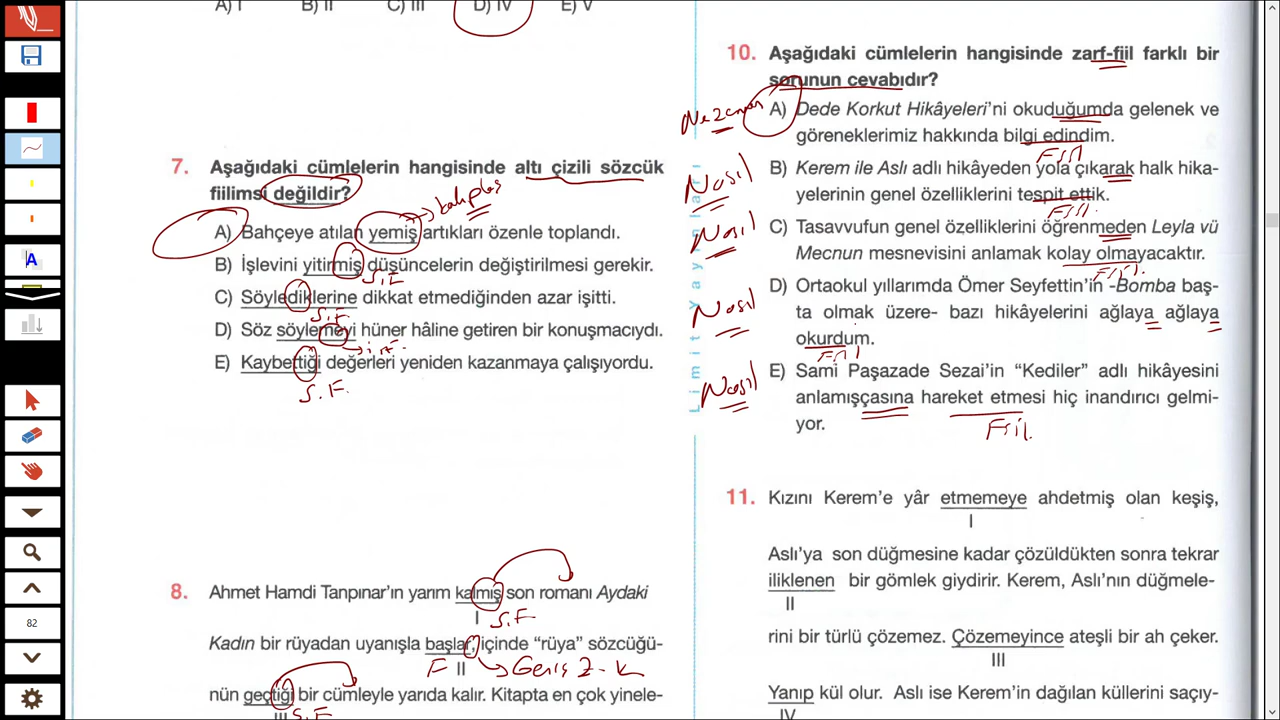 A) I B) II C) III D) IV E) V
7. Aşağıdaki cümlelerin hangisinde altı çizili sözcük
fiilimsi değildir?
A) Bahçeye atılan yemiş artıkları özenle toplandı.
B) İşlevini yitirmiş düşüncelerin değiştirilmesi gerekir.
S.F
C) Söylediklerine dikkat etmediğinden azar işitti.
S.F.
D) Söz söylemeyi hüner hâline getiren bir konuşmacıydı.
E) Kaybettiği değerleri yeniden kazanmaya çalışıyordu.
S.F.
8. Ahmet Hamdi Tanpınar'ın yarım kalmış son romanı Aydaki
I S.F
Kadın bir rüyadan uyanışla başlar, içinde “rüya” sözcüğü-
F II Geniş Z-K
nün geçtiği bir cümleyle yarıda kalır. Kitapta en çok yinele-
III S.F
Limit Yayınları
10. Aşağıdaki cümlelerin hangisinde zarf-fiil farklı bir
sorunun cevabıdır?
Ne zaman
A) Dede Korkut Hikâyeleri'ni okuduğumda gelenek ve
göreneklerimiz hakkında bilgi edindim.
Fiil
Nasıl
B) Kerem ile Aslı adlı hikâyeden yola çıkarak halk hika-
yelerinin genel özelliklerini tespit ettik.
Fiil.
Nasıl
C) Tasavvufun genel özelliklerini öğrenmeden Leyla vü
Mecnun mesnevisini anlamak kolay olmayacaktır.
Fiil.
Nasıl
D) Ortaokul yıllarımda Ömer Seyfettin'in -Bomba baş-
ta olmak üzere- bazı hikâyelerini ağlaya ağlaya
okurdum.
Fiil
Nasıl
E) Sami Paşazade Sezai'in “Kediler” adlı hikâyesini
anlamışçasına hareket etmesi hiç inandırıcı gelmi-
yor.
Fiil.
11. Kızını Kerem'e yâr etmemeye ahdetmiş olan keşiş,
I
Aslı'ya son düğmesine kadar çözüldükten sonra tekrar
iliklenen bir gömlek giydirir. Kerem, Aslı'nın düğmele-
II
rini bir türlü çözemez. Çözemeyince ateşli bir ah çeker.
III
Yanıp kül olur. Aslı ise Kerem'in dağılan küllerini saçıy-
IV
A
82